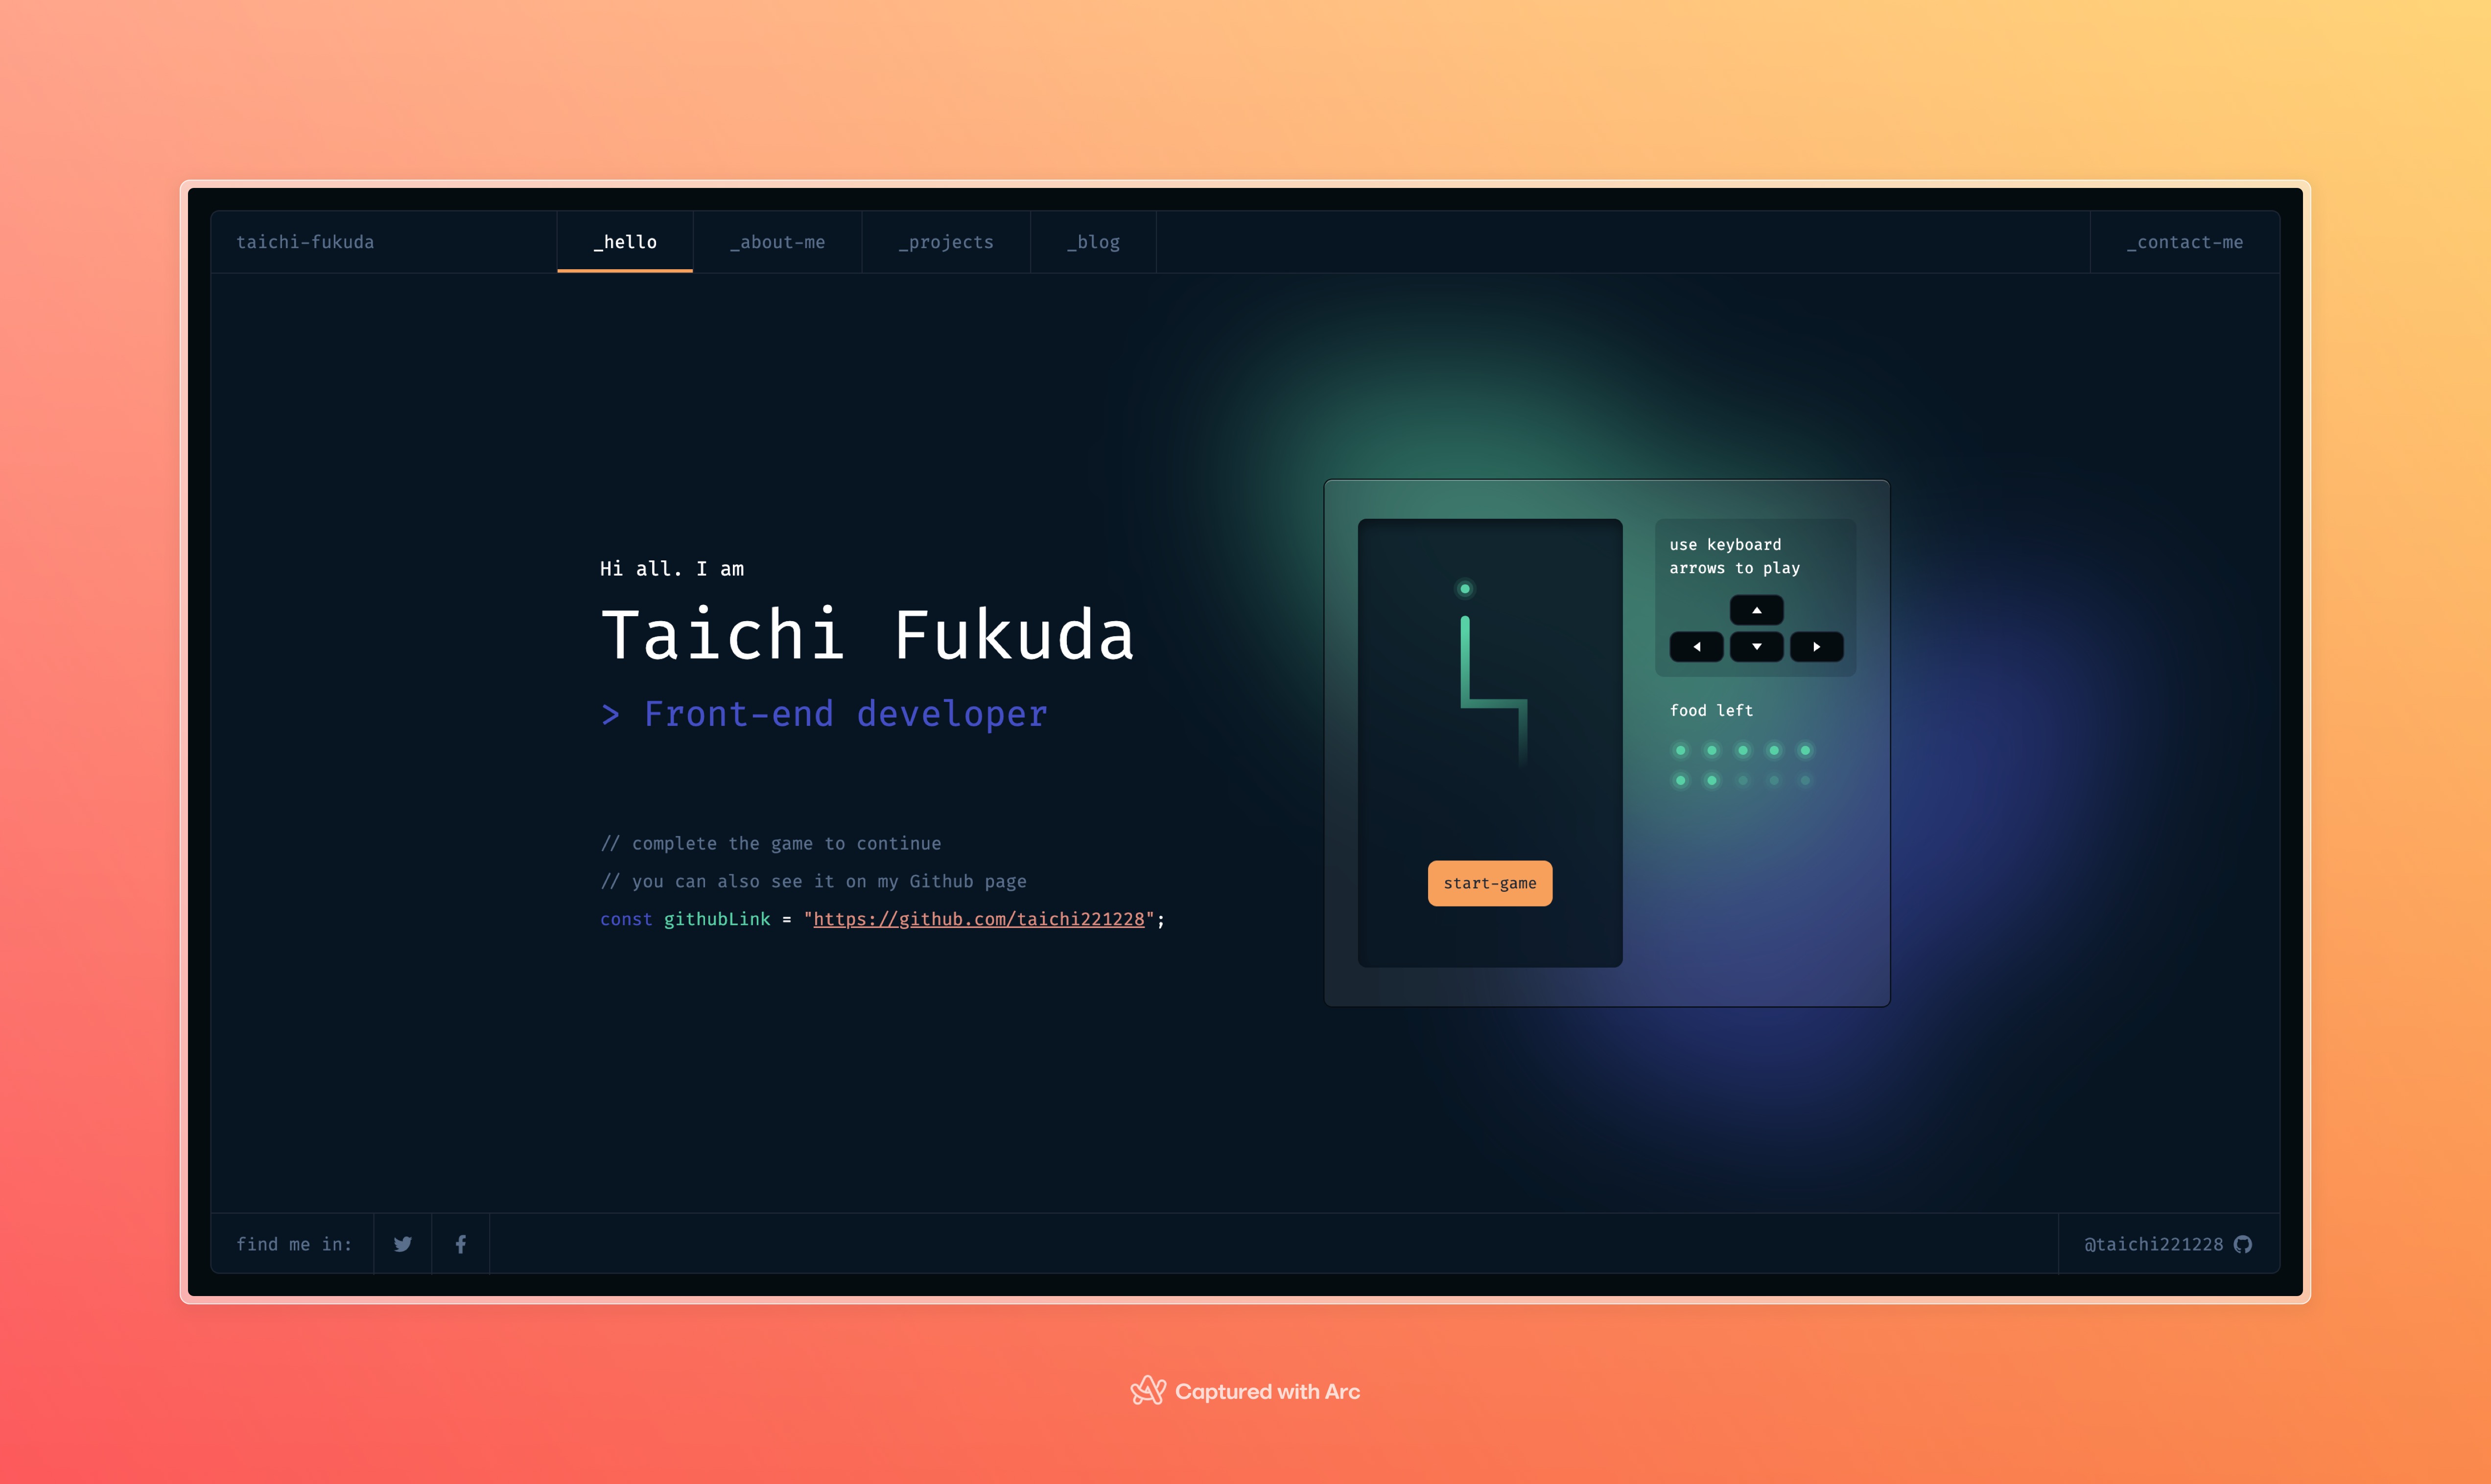 taichi-fukuda
_hello
_about-me
_projects
_blog
_contact-me
Hi all. I am
Taichi Fukuda
> Front-end developer
// complete the game to continue
// you can also see it on my Github page
const githubLink = "https://github.com/taichi221228";
use keyboard
arrows to play
food left
start-game
find me in:
@taichi221228
Captured with Arc